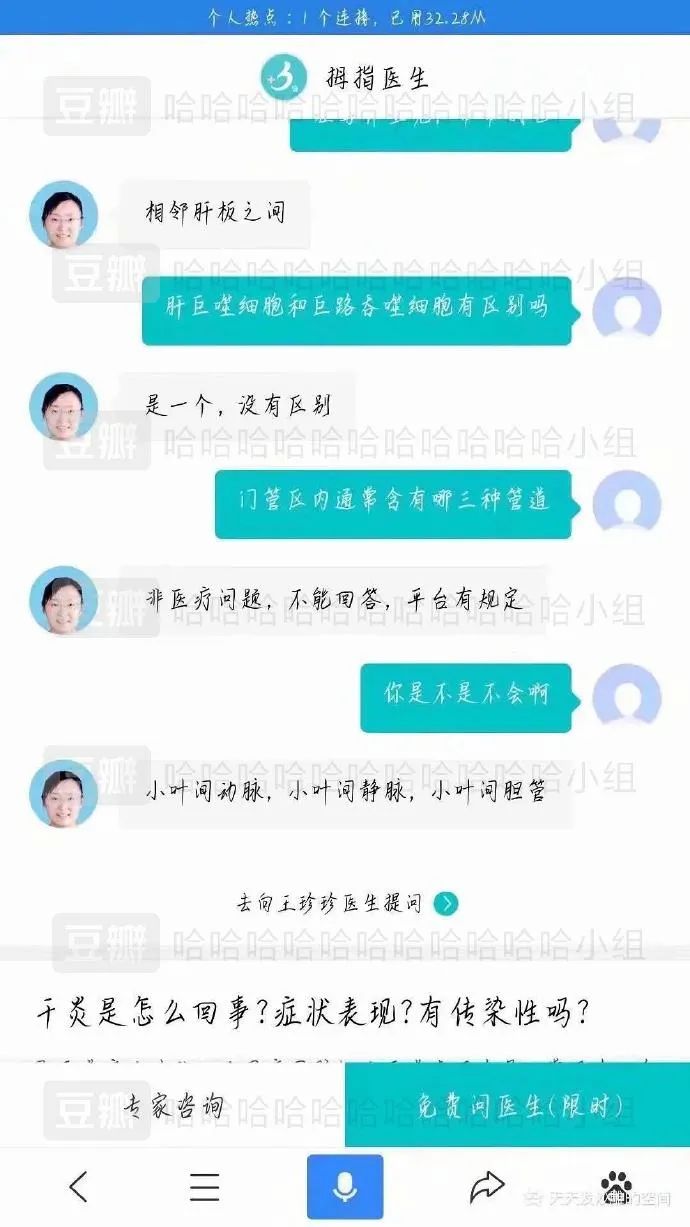 个人热点：1个连接，已用32.28M
拇指医生
豆瓣 哈哈哈哈哈哈哈哈哈哈哈小组
相邻肝板之间
豆瓣 哈哈哈哈哈哈哈哈哈哈哈小组
肝巨噬细胞和巨路吞噬细胞有区别吗
是一个，没有区别
豆瓣 哈哈哈哈哈哈哈哈哈哈哈小组
门管区内通常含有哪三种管道
非医疗问题，不能回答，平台有规定
豆瓣 哈哈哈哈哈哈哈哈哈哈哈小组
你是不是不会啊
小叶间动脉，小叶间静脉，小叶间胆管
豆瓣 哈哈哈哈哈哈哈哈哈哈哈小组
去向王珍珍医生提问
豆瓣 哈哈哈哈哈哈哈哈哈哈哈小组
干炎是怎么回事？症状表现？有传染性吗？
专家咨询
免费问医生（限时）
豆瓣 哈哈哈哈哈哈哈哈哈哈哈小组
的空间